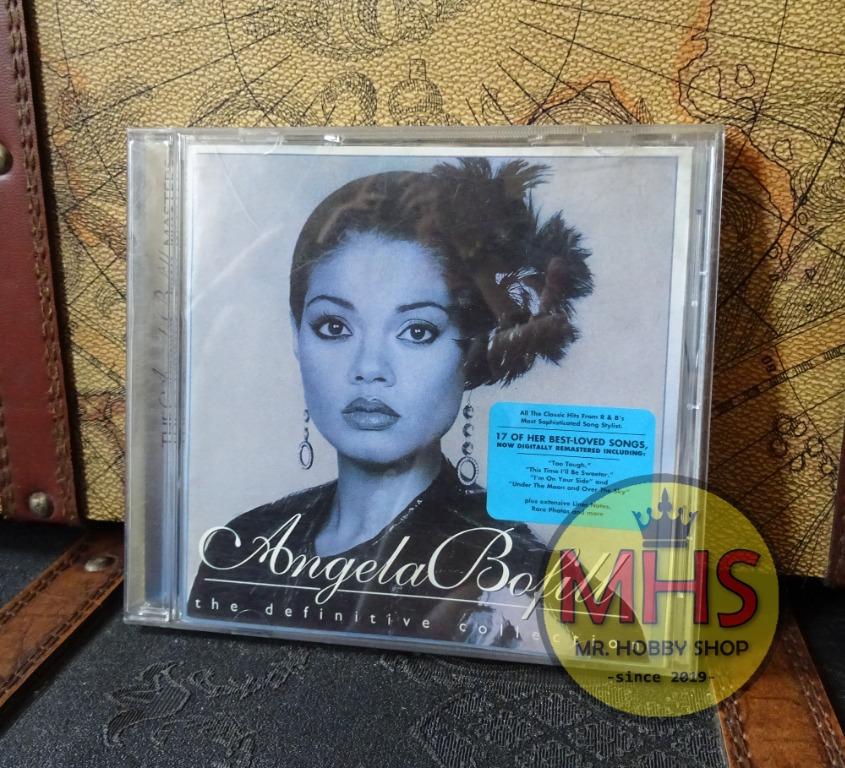 All The Classic Hits From R & B's
Most Sophisticated Song Stylist.
17 OF HER BEST-LOVED SONGS,
NOW DIGITALLY REMASTERED INCLUDING:
"Too Tough,"
"This Time I'll Be Sweeter,"
"I'm On Your Side" and
"Under The Moon and Over The Sky"
plus extensive Liner Notes,
Rare Photos and more
Angela Bofill
the definitive collection
MHS
MR. HOBBY SHOP
-since 2019-